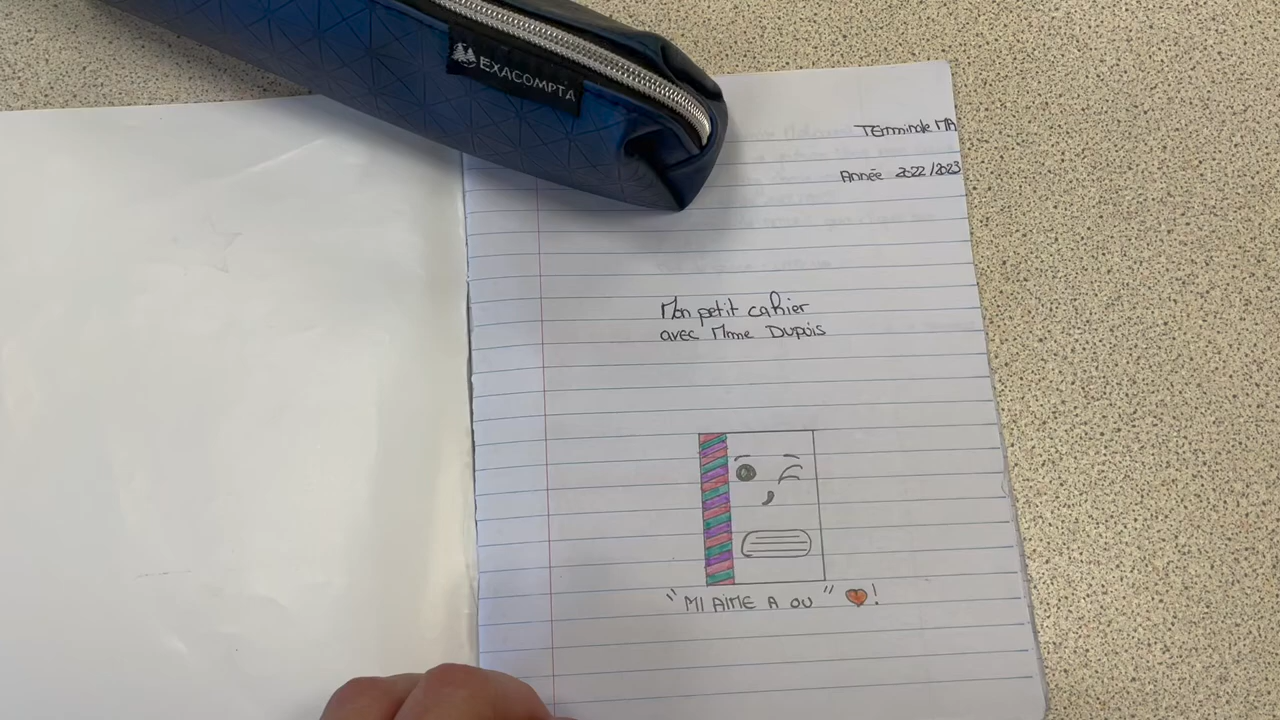 EXACOMPTA
Terminale MA
Année 2022/2023
Mon petit cahier
avec Mme Dupuis
"MI AIME A OU" ❤!